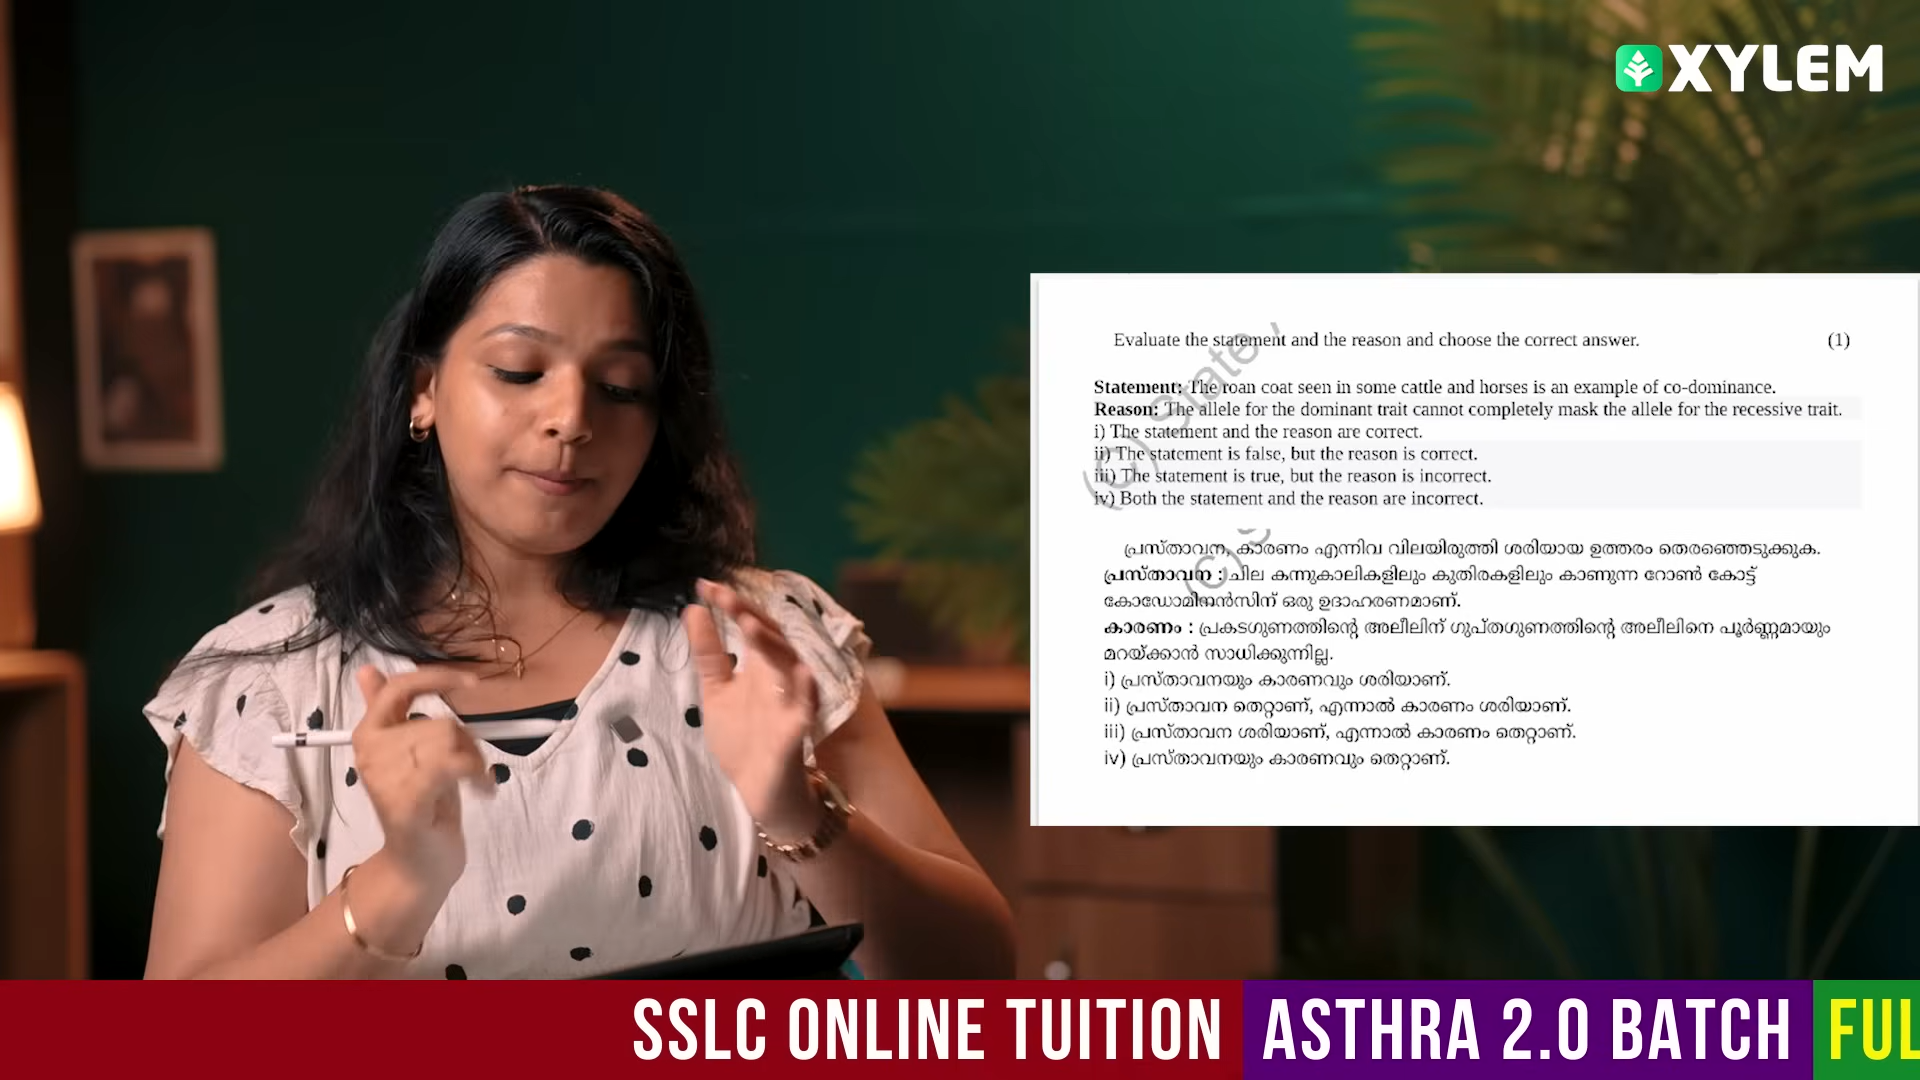 XYLEM
Evaluate the statement and the reason and choose the correct answer. (1)
Statement: The roan coat seen in some cattle and horses is an example of co-dominance.
Reason: The allele for the dominant trait cannot completely mask the allele for the recessive trait.
i) The statement and the reason are correct.
ii) The statement is false, but the reason is correct.
iii) The statement is true, but the reason is incorrect.
iv) Both the statement and the reason are incorrect.
പ്രസ്താവന, കാരണം എന്നിവ വിലയിരുത്തി ശരിയായ ഉത്തരം തെരഞ്ഞെടുക്കുക.
പ്രസ്താവന : ചില കന്നുകാലികളിലും കുതിരകളിലും കാണുന്ന റോൺ കോട്ട്
കോഡോമിനൻസിന് ഒരു ഉദാഹരണമാണ്.
കാരണം : പ്രകടഗുണത്തിന്റെ അലീലിന് ഗുപ്തഗുണത്തിന്റെ അലീലിനെ പൂർണ്ണമായും
മറയ്ക്കാൻ സാധിക്കുന്നില്ല.
i) പ്രസ്താവനയും കാരണവും ശരിയാണ്.
ii) പ്രസ്താവന തെറ്റാണ്, എന്നാൽ കാരണം ശരിയാണ്.
iii) പ്രസ്താവന ശരിയാണ്, എന്നാൽ കാരണം തെറ്റാണ്.
iv) പ്രസ്താവനയും കാരണവും തെറ്റാണ്.
(C) State
(C) S
SSLC ONLINE TUITION ASTHRA 2.0 BATCH FUL